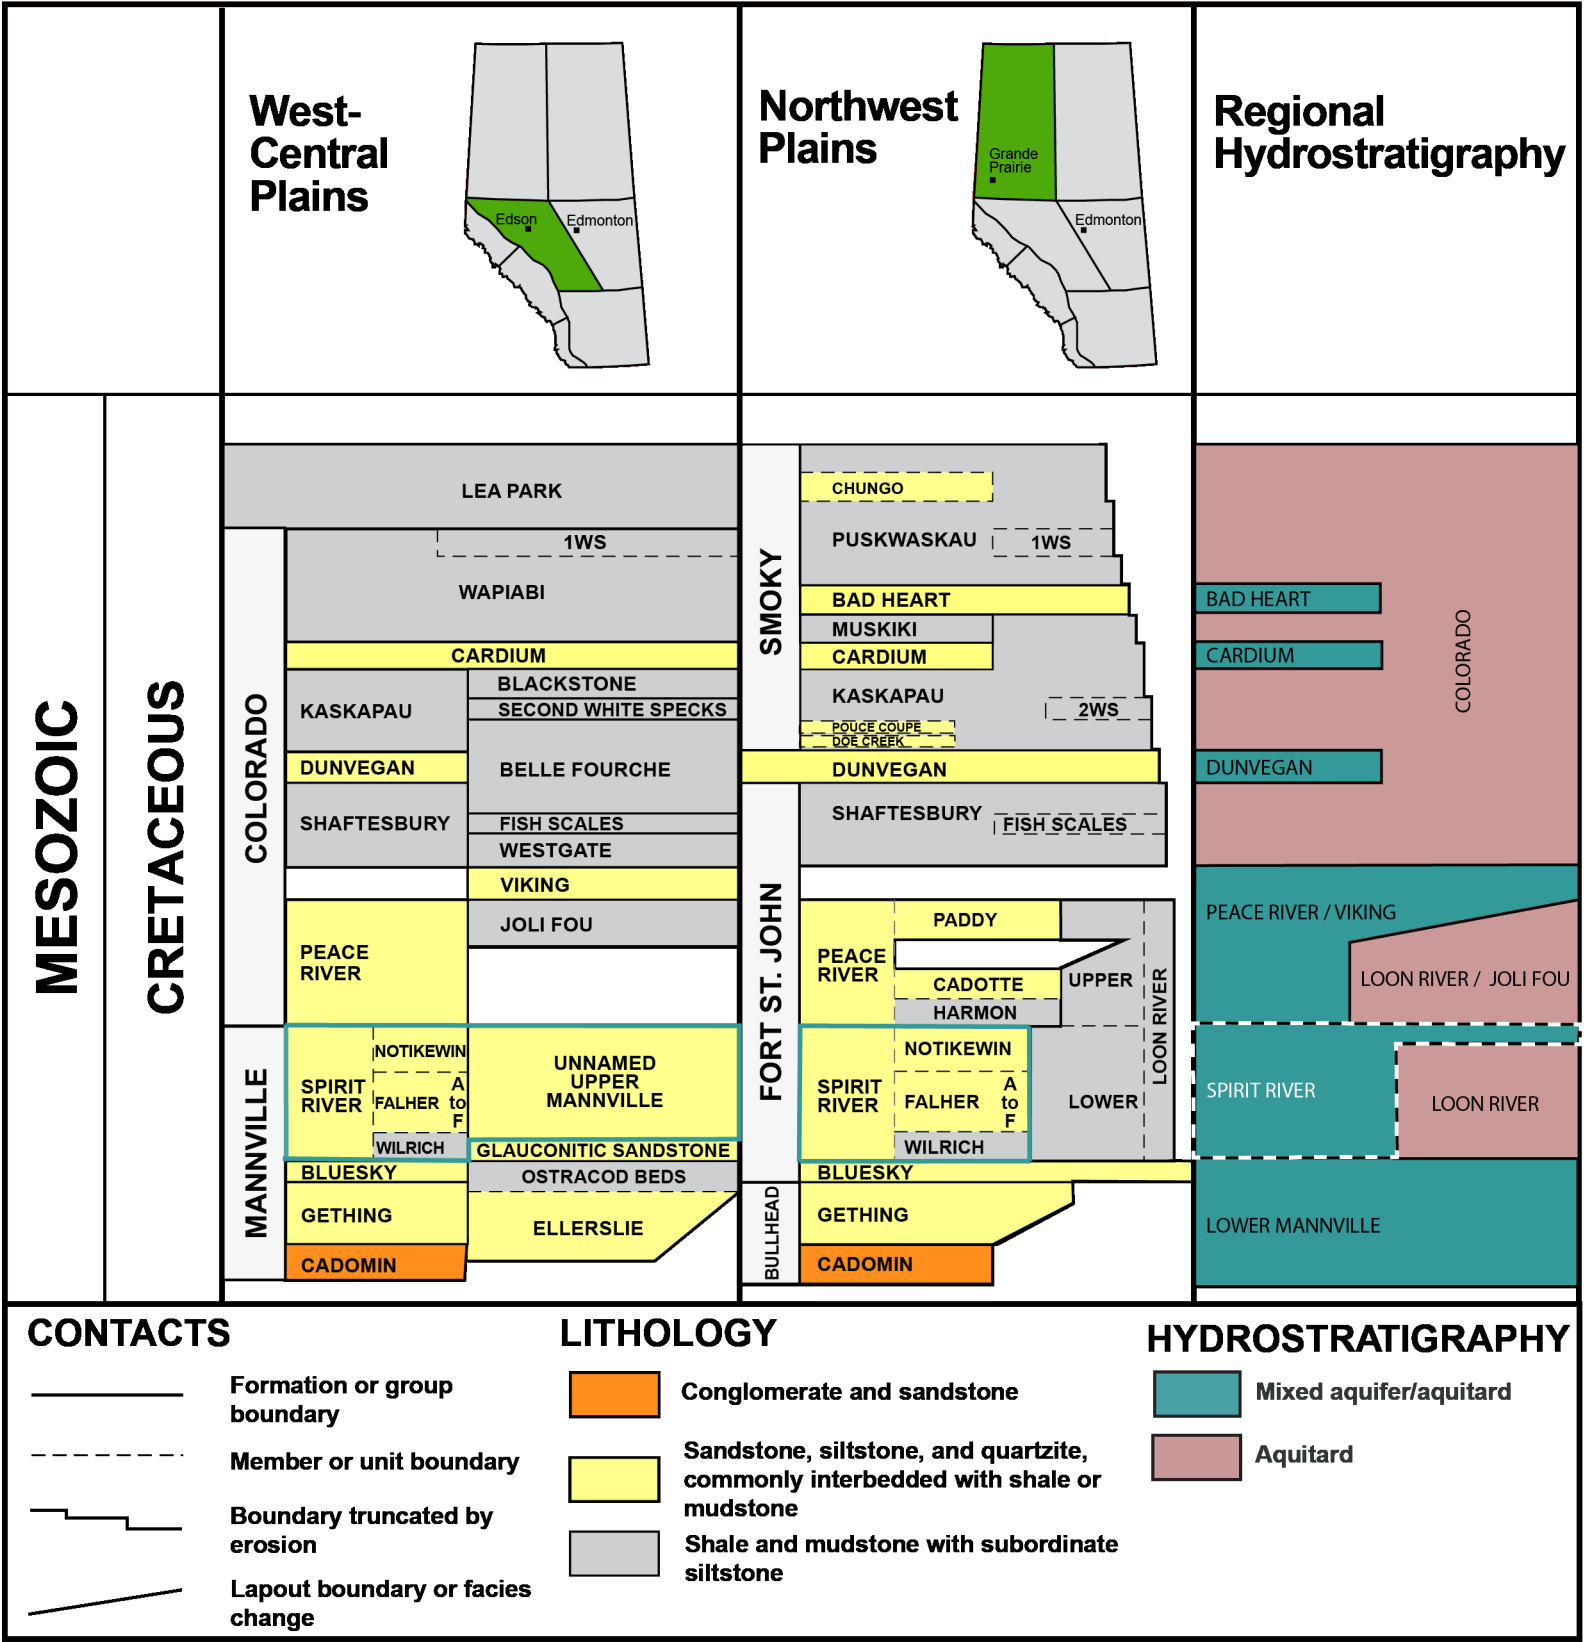 West-
Central
Plains
Edson
Edmonton
Northwest
Plains
Grande
Prairie
Edmonton
Regional
Hydrostratigraphy
MESOZOIC
CRETACEOUS
COLORADO
MANNVILLE
LEA PARK
1WS
WAPIABI
CARDIUM
KASKAPAU
BLACKSTONE
SECOND WHITE SPECKS
DUNVEGAN
BELLE FOURCHE
SHAFTESBURY
FISH SCALES
WESTGATE
VIKING
JOLI FOU
PEACE
RIVER
SPIRIT
RIVER
NOTIKEWIN
FALHER
A
to
F
WILRICH
UNNAMED
UPPER
MANNVILLE
GLAUCONITIC SANDSTONE
BLUESKY
OSTRACOD BEDS
GETHING
ELLERSLIE
CADOMIN
SMOKY
FORT ST. JOHN
BULLHEAD
CHUNGO
PUSKWASKAU
1WS
BAD HEART
MUSKIKI
CARDIUM
KASKAPAU
2WS
POUCE COUPE
DOE CREEK
DUNVEGAN
SHAFTESBURY
FISH SCALES
PEACE
RIVER
PADDY
CADOTTE
HARMON
UPPER
LOON RIVER
SPIRIT
RIVER
NOTIKEWIN
FALHER
A
to
F
WILRICH
LOWER
BLUESKY
GETHING
CADOMIN
BAD HEART
CARDIUM
COLORADO
DUNVEGAN
PEACE RIVER / VIKING
LOON RIVER / JOLI FOU
SPIRIT RIVER
LOON RIVER
LOWER MANNVILLE
CONTACTS
Formation or group
boundary
Member or unit boundary
Boundary truncated by
erosion
Lapout boundary or facies
change
LITHOLOGY
Conglomerate and sandstone
Sandstone, siltstone, and quartzite,
commonly interbedded with shale or
mudstone
Shale and mudstone with subordinate
siltstone
HYDROSTRATIGRAPHY
Mixed aquifer/aquitard
Aquitard